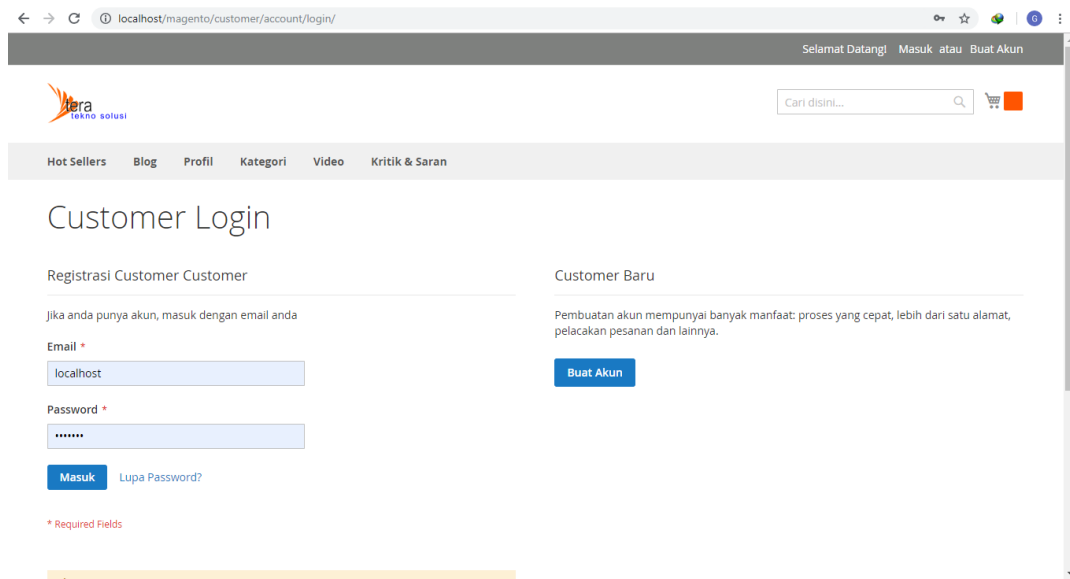 localhost/magento/customer/account/login/
G
Selamat Datang! Masuk atau Buat Akun
tera
tekno solusi
Cari disini...
Hot Sellers Blog Profil Kategori Video Kritik & Saran
Customer Login
Registrasi Customer Customer
Jika anda punya akun, masuk dengan email anda
Email *
localhost
Password *
•••••••
Masuk Lupa Password?
* Required Fields
Customer Baru
Pembuatan akun mempunyai banyak manfaat: proses yang cepat, lebih dari satu alamat,
pelacakan pesanan dan lainnya.
Buat Akun